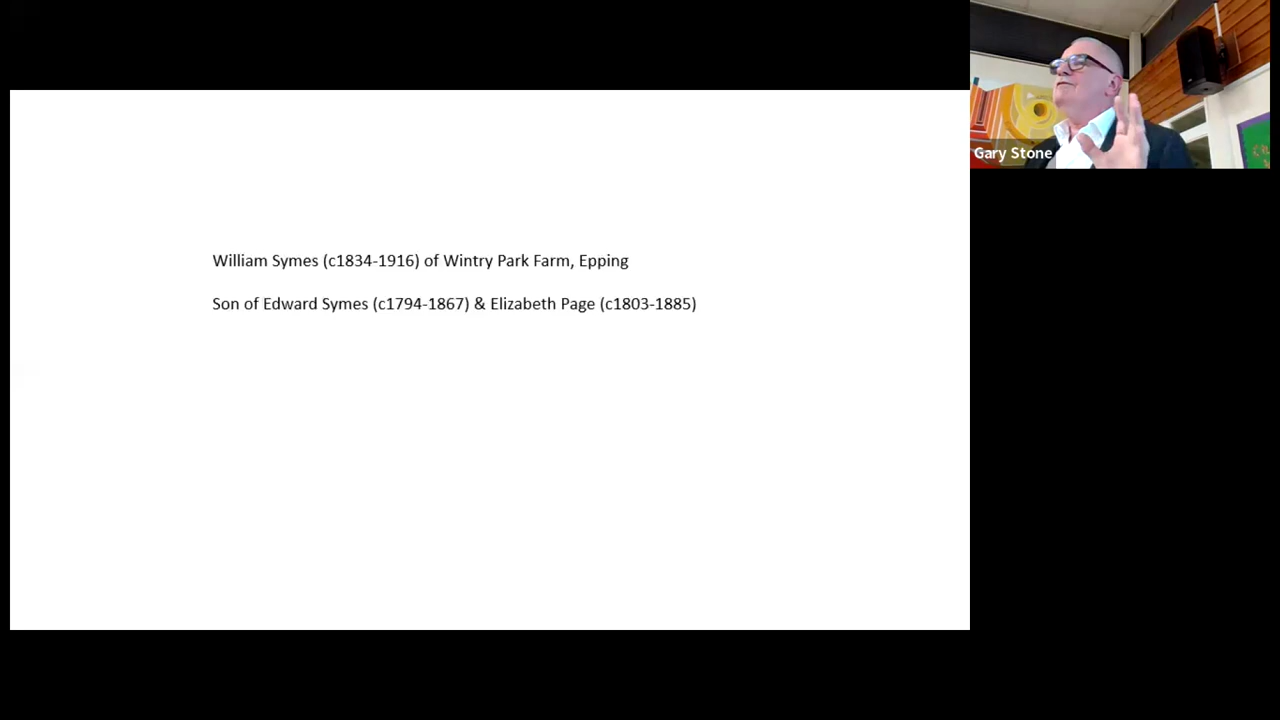 William Symes (c1834-1916) of Wintry Park Farm, Epping
Son of Edward Symes (c1794-1867) & Elizabeth Page (c1803-1885)
Gary Stone